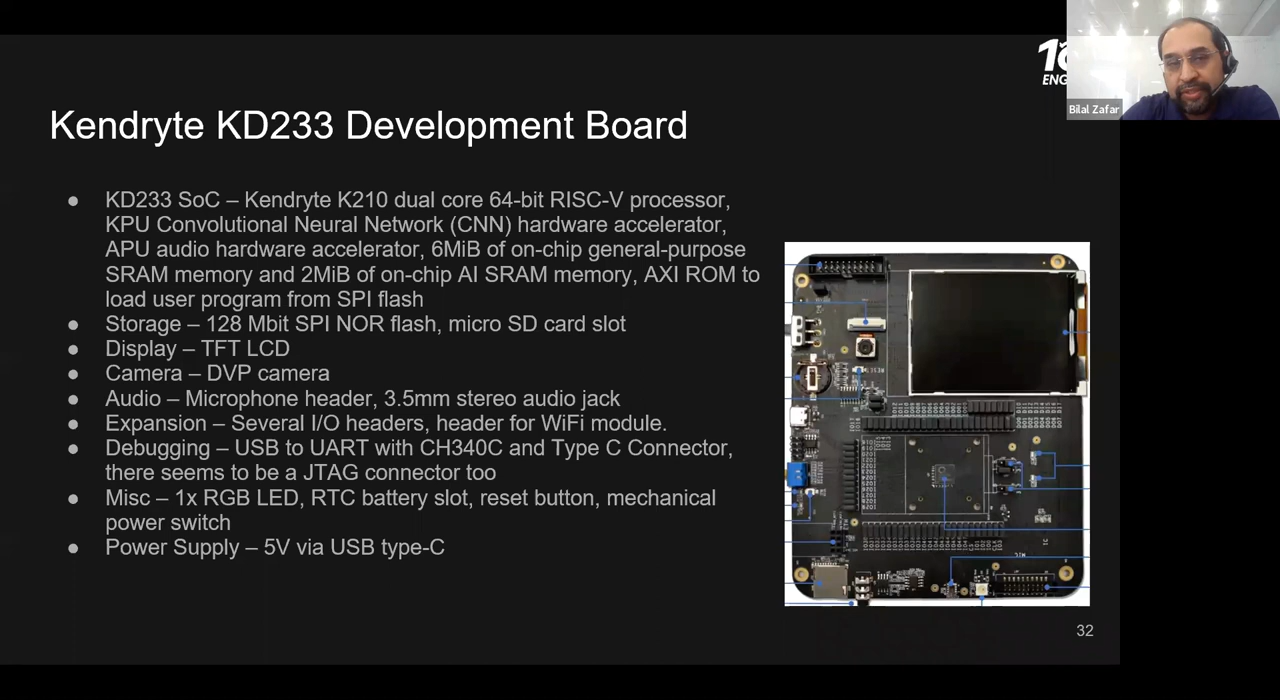 Bilal Zafar
Kendryte KD233 Development Board
● KD233 SoC – Kendryte K210 dual core 64-bit RISC-V processor,
KPU Convolutional Neural Network (CNN) hardware accelerator,
APU audio hardware accelerator, 6MiB of on-chip general-purpose
SRAM memory and 2MiB of on-chip AI SRAM memory, AXI ROM to
load user program from SPI flash
● Storage – 128 Mbit SPI NOR flash, micro SD card slot
● Display – TFT LCD
● Camera – DVP camera
● Audio – Microphone header, 3.5mm stereo audio jack
● Expansion – Several I/O headers, header for WiFi module.
● Debugging – USB to UART with CH340C and Type C Connector,
there seems to be a JTAG connector too
● Misc – 1x RGB LED, RTC battery slot, reset button, mechanical
power switch
● Power Supply – 5V via USB type-C
32